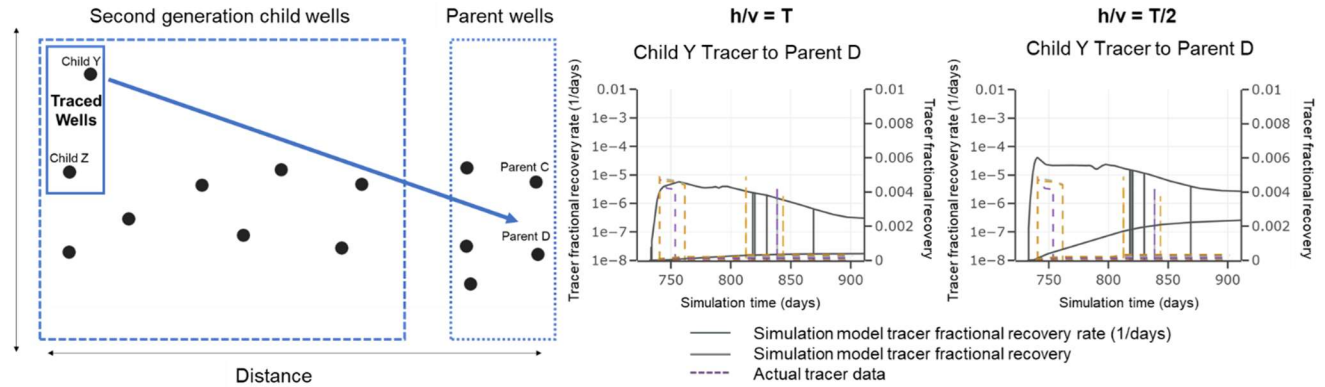 Second generation child wells
Parent wells
Child Y
Traced
Wells
Child Z
Parent C
Parent D
Distance
h/v = T
Child Y Tracer to Parent D
Tracer fractional recovery rate (1/days)
0.01
1e−3
1e−4
1e−5
1e−6
1e−7
1e−8
750
800
850
900
Simulation time (days)
0.01
0.008
0.006
0.004
0.002
0
Tracer fractional recovery
h/v = T/2
Child Y Tracer to Parent D
Tracer fractional recovery rate (1/days)
0.01
1e−3
1e−4
1e−5
1e−6
1e−7
1e−8
750
800
850
900
Simulation time (days)
0.01
0.008
0.006
0.004
0.002
0
Tracer fractional recovery
Simulation model tracer fractional recovery rate (1/days)
Simulation model tracer fractional recovery
Actual tracer data